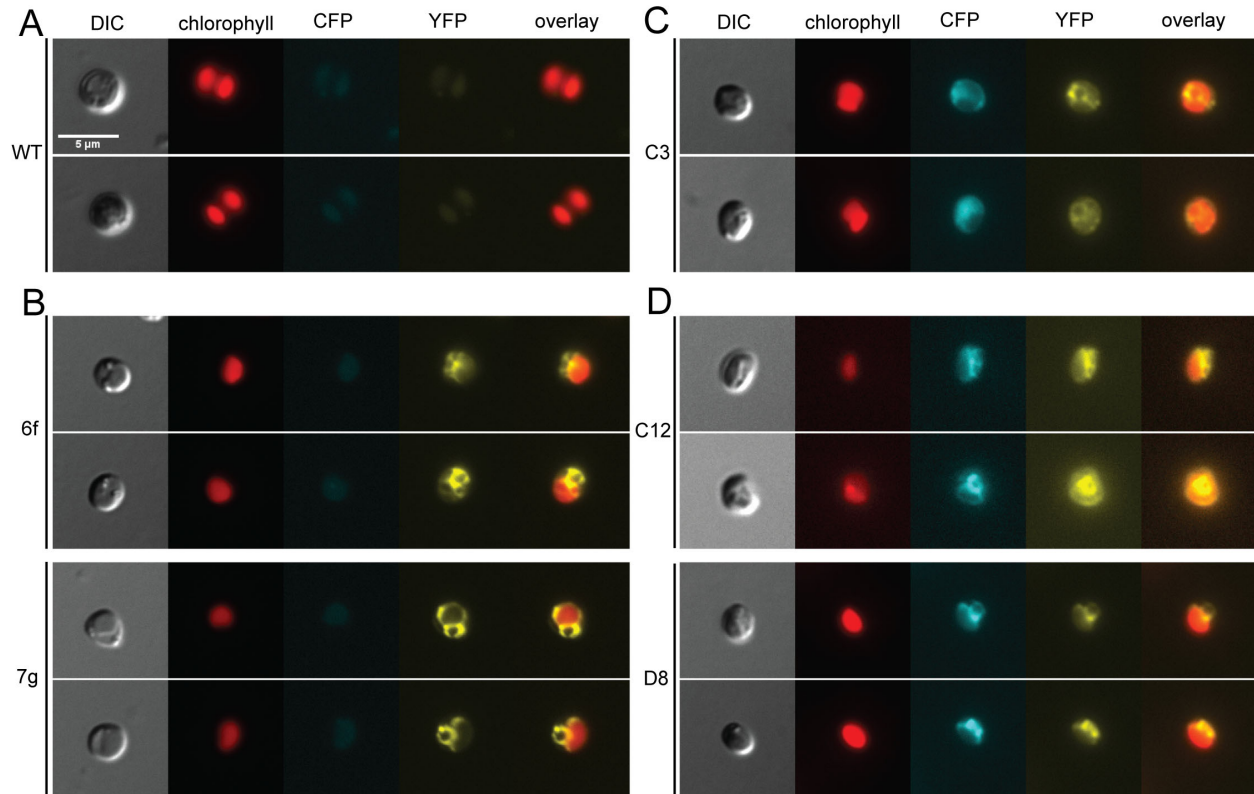 A
DIC chlorophyll CFP YFP overlay
WT
5 µm
B
6f
7g
C
DIC chlorophyll CFP YFP overlay
C3
D
C12
D8